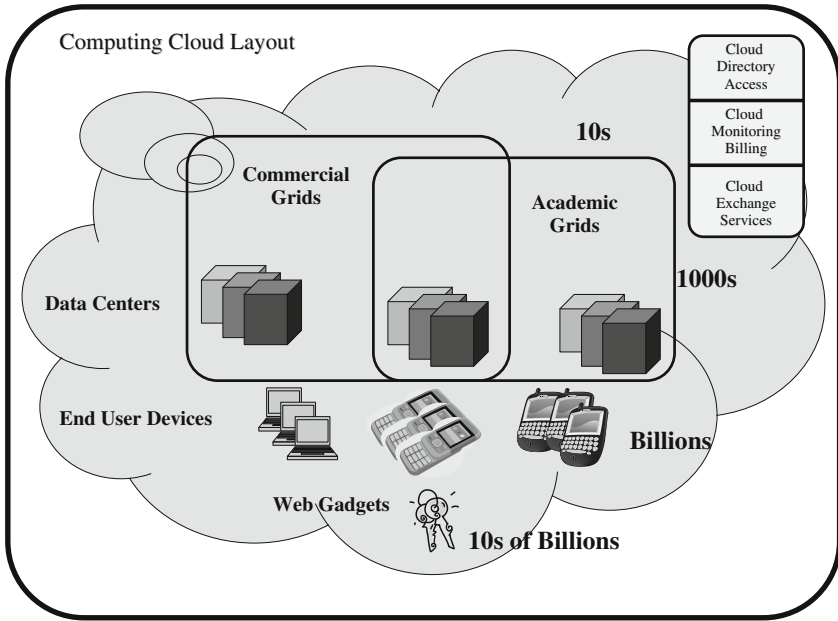 Computing Cloud Layout
Cloud
Directory
Access
Cloud
Monitoring
Billing
Cloud
Exchange
Services
10s
Commercial
Grids
Academic
Grids
Data Centers
1000s
End User Devices
Billions
Web Gadgets
10s of Billions